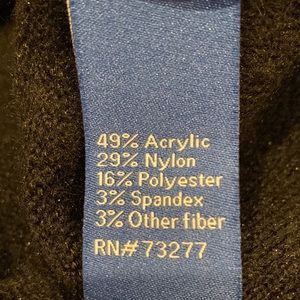 49% Acrylic
29% Nylon
16% Polyester
3% Spandex
3% Other fiber
RN# 73277